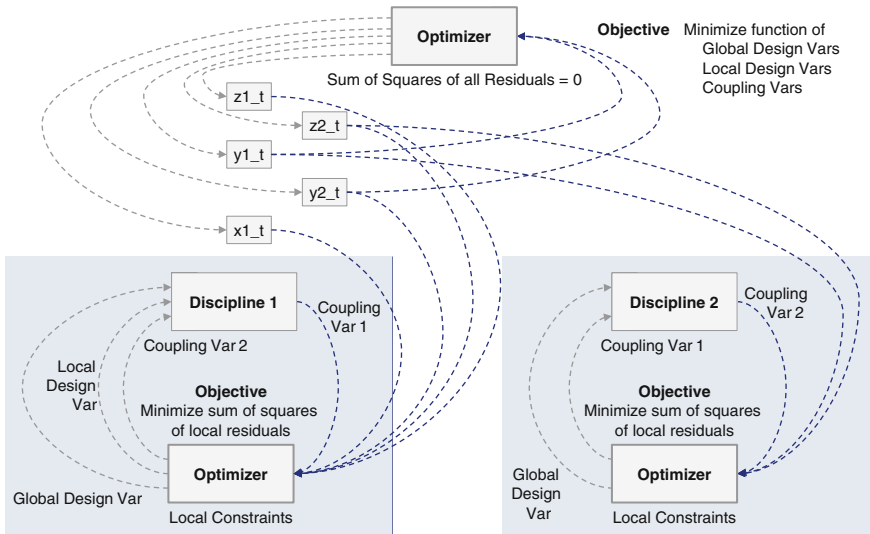 Optimizer
Objective Minimize function of
Global Design Vars
Local Design Vars
Coupling Vars
Sum of Squares of all Residuals = 0
z1_t
z2_t
y1_t
y2_t
x1_t
Discipline 1
Coupling
Var 1
Coupling Var 2
Local
Design
Var
Objective
Minimize sum of squares
of local residuals
Optimizer
Global Design Var
Local Constraints
Discipline 2
Coupling
Var 2
Coupling Var 1
Objective
Minimize sum of squares
of local residuals
Optimizer
Global
Design
Var
Local Constraints